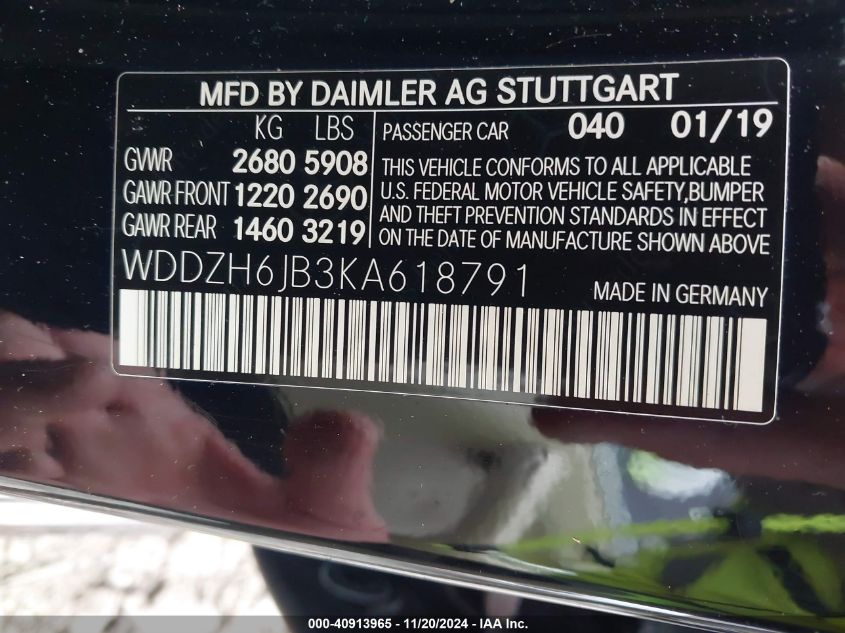 MFD BY DAIMLER AG STUTTGART
KG LBS PASSENGER CAR 040 01/19
GVWR 2680 5908 THIS VEHICLE CONFORMS TO ALL APPLICABLE
GAWR FRONT 1220 2690 U.S. FEDERAL MOTOR VEHICLE SAFETY,BUMPER
GAWR REAR 1460 3219 AND THEFT PREVENTION STANDARDS IN EFFECT
ON THE DATE OF MANUFACTURE SHOWN ABOVE
WDDZH6JB3KA618791 MADE IN GERMANY
000-40913965 - 11/20/2024 - IAA Inc.